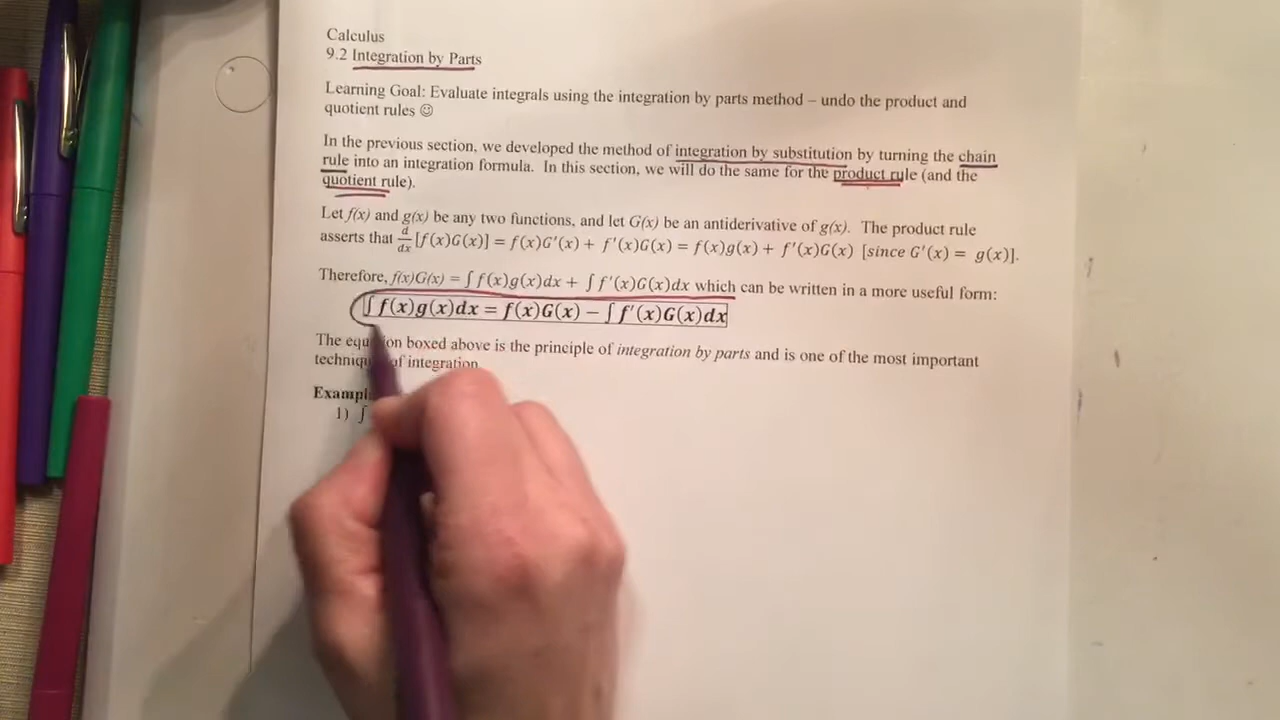 Calculus
9.2 Integration by Parts
Learning Goal: Evaluate integrals using the integration by parts method – undo the product and
quotient rules ☺
In the previous section, we developed the method of integration by substitution by turning the chain
rule into an integration formula. In this section, we will do the same for the product rule (and the
quotient rule).
Let f(x) and g(x) be any two functions, and let G(x) be an antiderivative of g(x). The product rule
asserts that d/dx [f(x)G(x)] = f(x)G'(x) + f'(x)G(x) = f(x)g(x) + f'(x)G(x) [since G'(x) = g(x)].
Therefore, f(x)G(x) = ∫ f(x)g(x)dx + ∫ f'(x)G(x)dx which can be written in a more useful form:
∫ f(x)g(x)dx = f(x)G(x) − ∫ f'(x)G(x)dx
The boxed above is the principle of integration by parts and is one of the most important
of integration
1) ∫